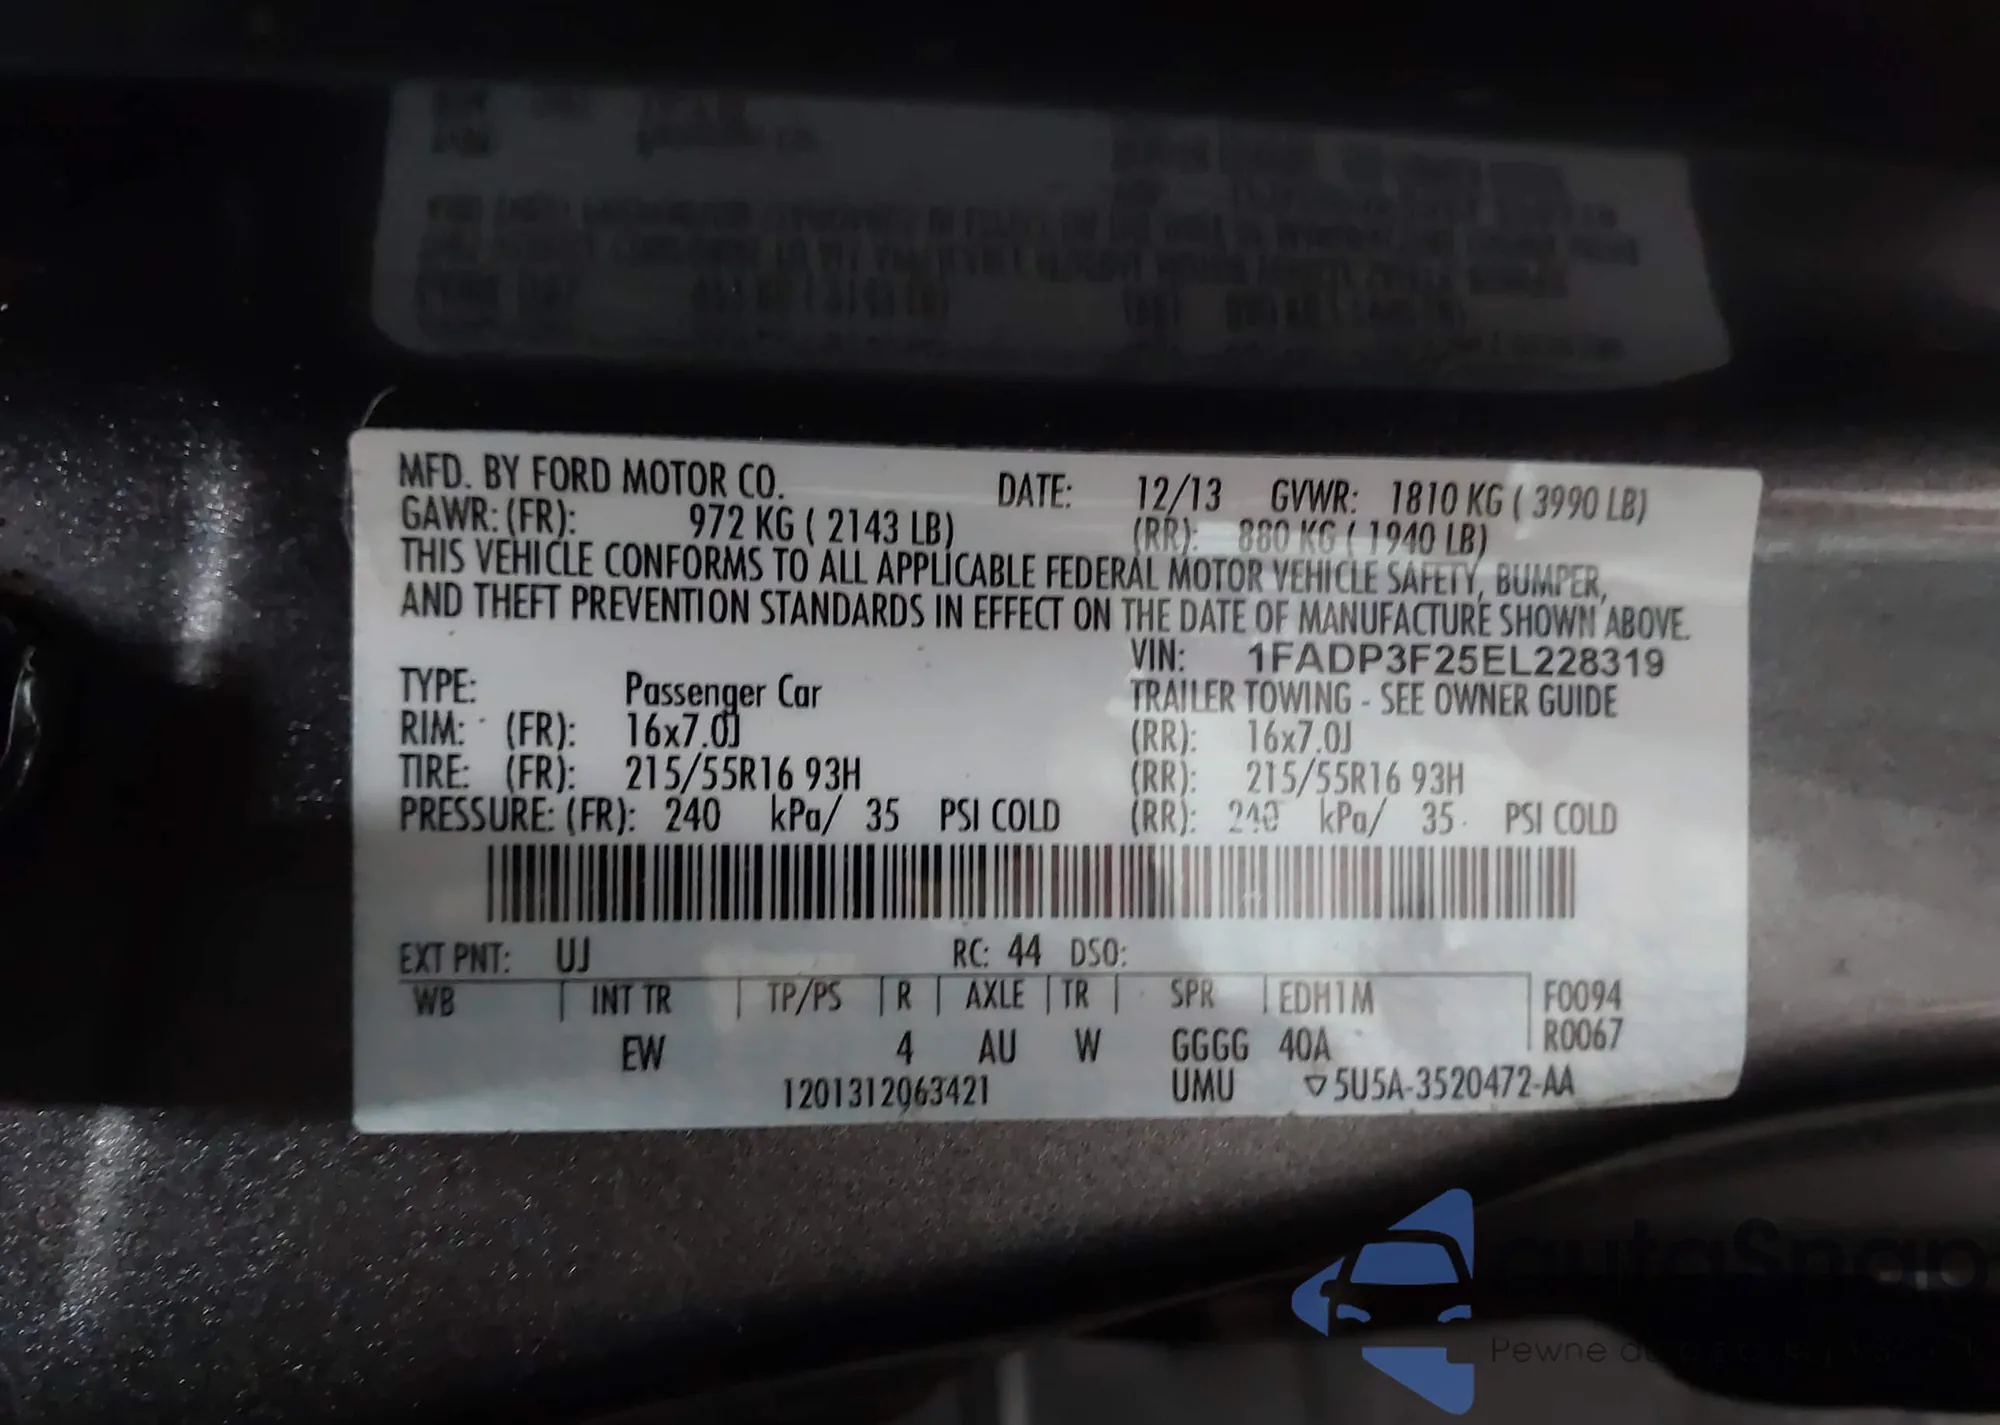 MFD. BY FORD MOTOR CO. DATE: 12/13 GVWR: 1810 KG ( 3990 LB)
GAWR: (FR): 972 KG ( 2143 LB) (RR): 880 KG ( 1940 LB)
THIS VEHICLE CONFORMS TO ALL APPLICABLE FEDERAL MOTOR VEHICLE SAFETY, BUMPER,
AND THEFT PREVENTION STANDARDS IN EFFECT ON THE DATE OF MANUFACTURE SHOWN ABOVE.
VIN: 1FADP3F25EL228319
TYPE: Passenger Car TRAILER TOWING - SEE OWNER GUIDE
RIM: (FR): 16x7.0J (RR): 16x7.0J
TIRE: (FR): 215/55R16 93H (RR): 215/55R16 93H
PRESSURE: (FR): 240 kPa/ 35 PSI COLD (RR): 240 kPa/ 35 PSI COLD
EXT PNT: UJ RC: 44 DSO:
WB | INT TR | TP/PS | R | AXLE | TR | SPR | EDH1M F0094
R0067
EW 4 AU W GGGG 40A
1201312063421 UMU ▽5U5A-3520472-AA
autoSnap
Pewne